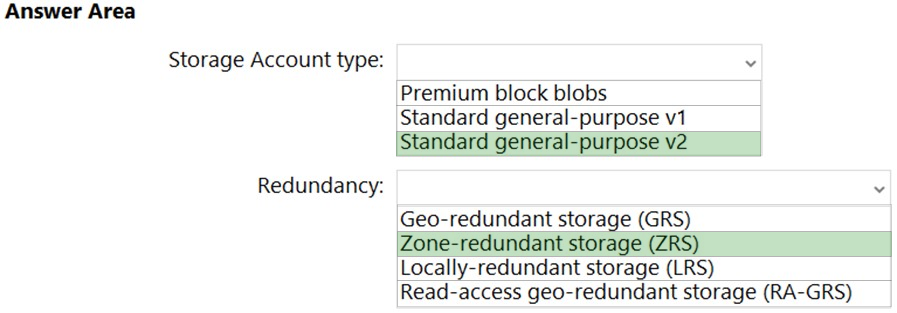 Answer Area
Storage Account type:
Premium block blobs
Standard general-purpose v1
Standard general-purpose v2
Redundancy:
Geo-redundant storage (GRS)
Zone-redundant storage (ZRS)
Locally-redundant storage (LRS)
Read-access geo-redundant storage (RA-GRS)